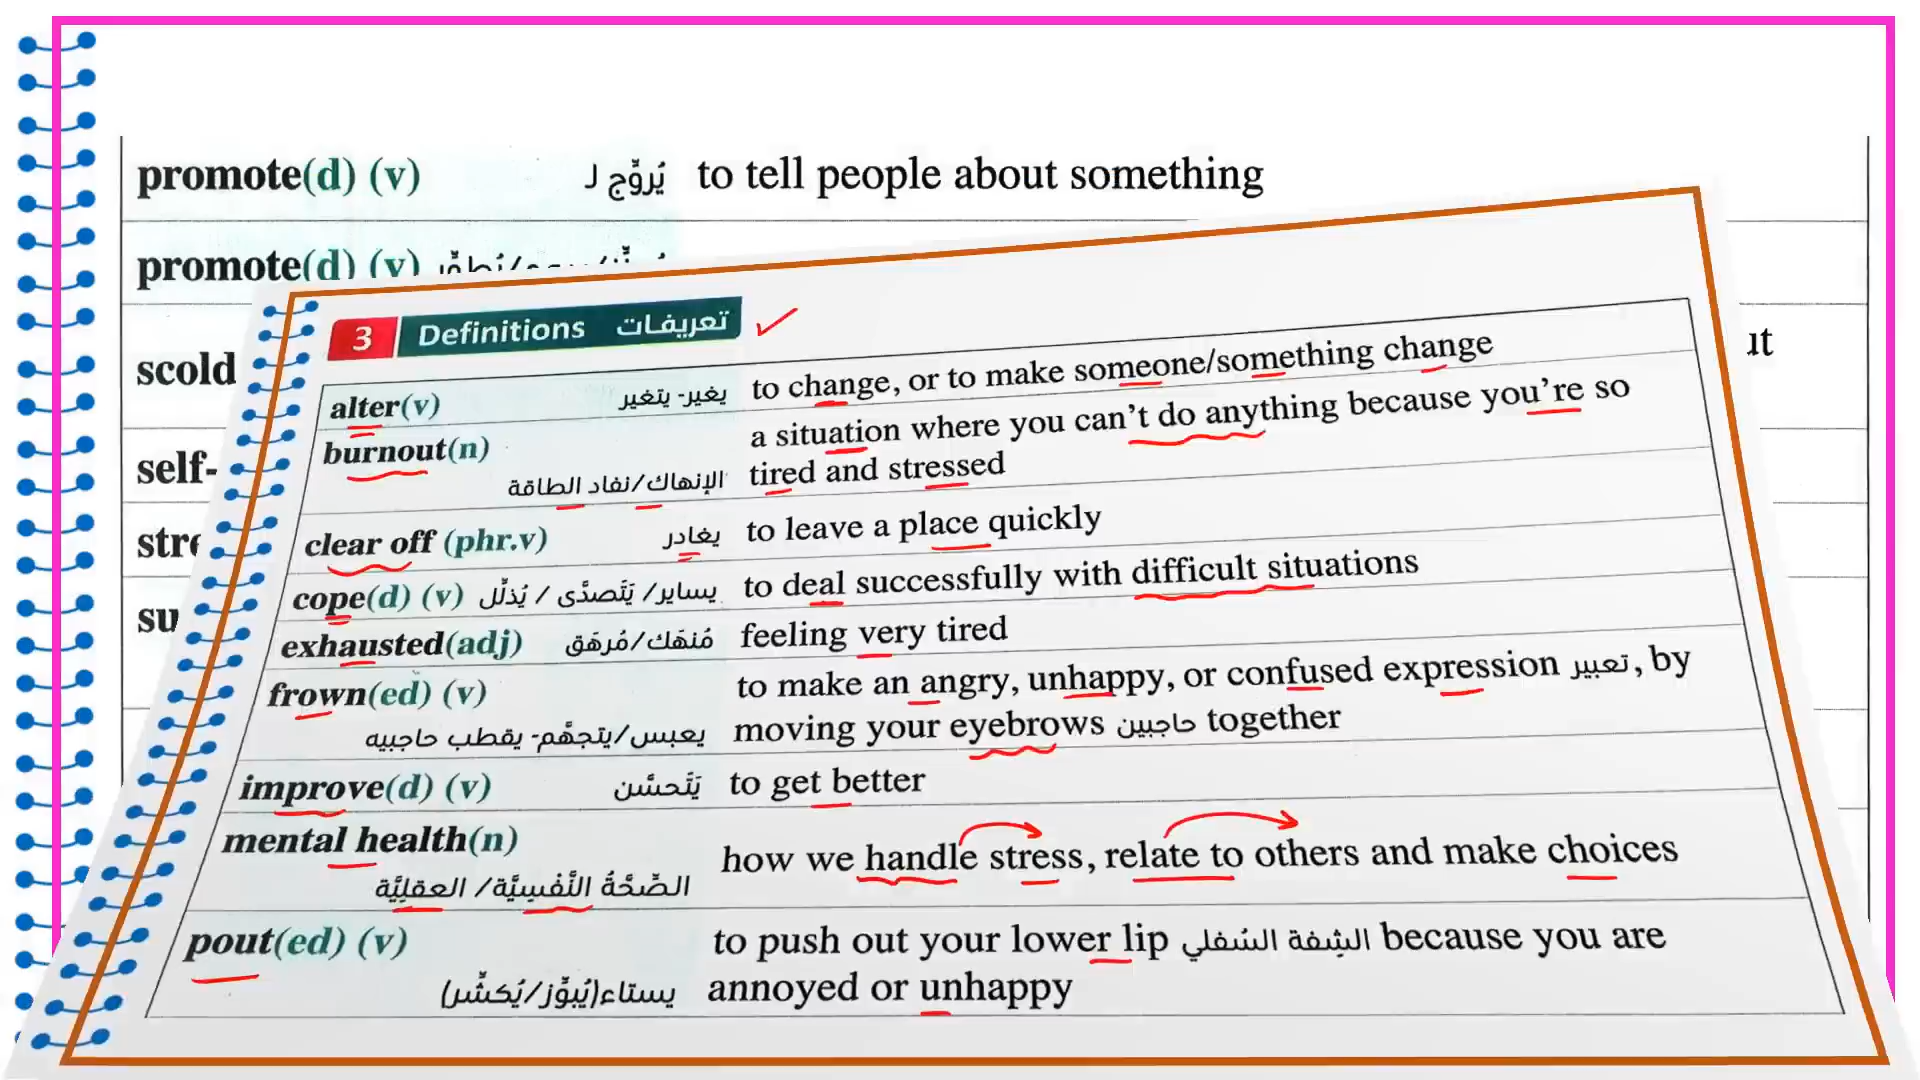 promote(d) (v) يُروِّج لـ to tell people about something
promote(d) (v)
scold
self-
su
3 Definitions تعريفات
alter(v) يغير- يتغير to change, or to make someone/something change
burnout(n) a situation where you can't do anything because you're so
الإنهاك/نفاد الطاقة tired and stressed
clear off (phr.v) يغادر to leave a place quickly
cope(d) (v) يساير/ يَتَصدَّى / يُذلِّل to deal successfully with difficult situations
exhausted(adj) مُنهَك/مُرهَق feeling very tired
frown(ed) (v) to make an angry, unhappy, or confused expression تعبير, by
يعبس/يتجهَّم- يقطب حاجبيه moving your eyebrows حاجبين together
improve(d) (v) يَتَحسَّن to get better
mental health(n) how we handle stress, relate to others and make choices
الصِّحَّةُ النَّفْسِيَّة/ العقلِيَّة
pout(ed) (v) to push out your lower lip الشِفة السُفلي because you are
يستاء(يُبوِّز/يُكشِّر) annoyed or unhappy